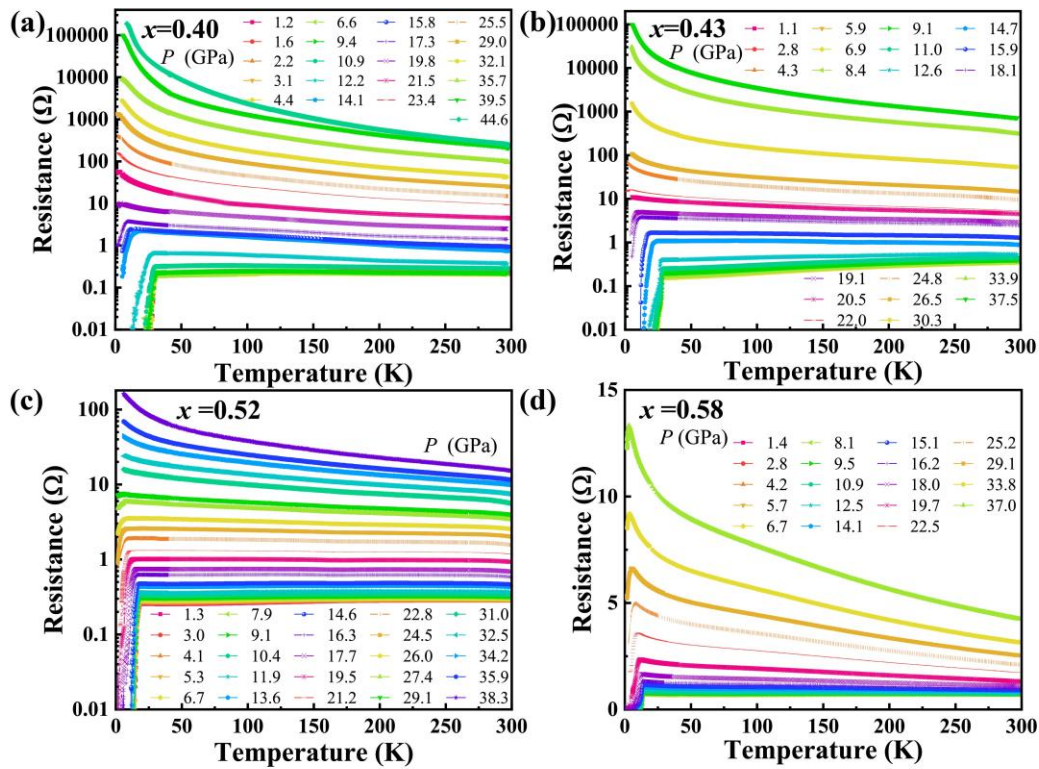 (a)
x=0.40
P (GPa)
1.2 6.6 15.8 25.5
1.6 9.4 17.3 29.0
2.2 10.9 19.8 32.1
3.1 12.2 21.5 35.7
4.4 14.1 23.4 39.5
44.6
100000
10000
1000
100
10
1
0.1
0.01
Resistance (Ω)
0 50 100 150 200 250 300
Temperature (K)
(b)
x=0.43
P (GPa)
1.1 5.9 9.1 14.7
2.8 6.9 11.0 15.9
4.3 8.4 12.6 18.1
19.1 24.8 33.9
20.5 26.5 37.5
22.0 30.3
100000
10000
1000
100
10
1
0.1
0.01
Resistance (Ω)
0 50 100 150 200 250 300
Temperature (K)
(c)
x =0.52
P (GPa)
1.3 7.9 14.6 22.8 31.0
3.0 9.1 16.3 24.5 32.5
4.1 10.4 17.7 26.0 34.2
5.3 11.9 19.5 27.4 35.9
6.7 13.6 21.2 29.1 38.3
100
10
1
0.1
0.01
Resistance (Ω)
0 50 100 150 200 250 300
Temperature (K)
(d)
x=0.58
P (GPa)
1.4 8.1 15.1 25.2
2.8 9.5 16.2 29.1
4.2 10.9 18.0 33.8
5.7 12.5 19.7 37.0
6.7 14.1 22.5
15
10
5
0
Resistance (Ω)
0 50 100 150 200 250 300
Temperature (K)